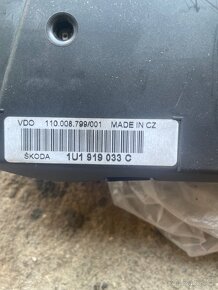 VDO 110.008.799/001 MADE IN CZ
ŠKODA 1U1 919 033 C